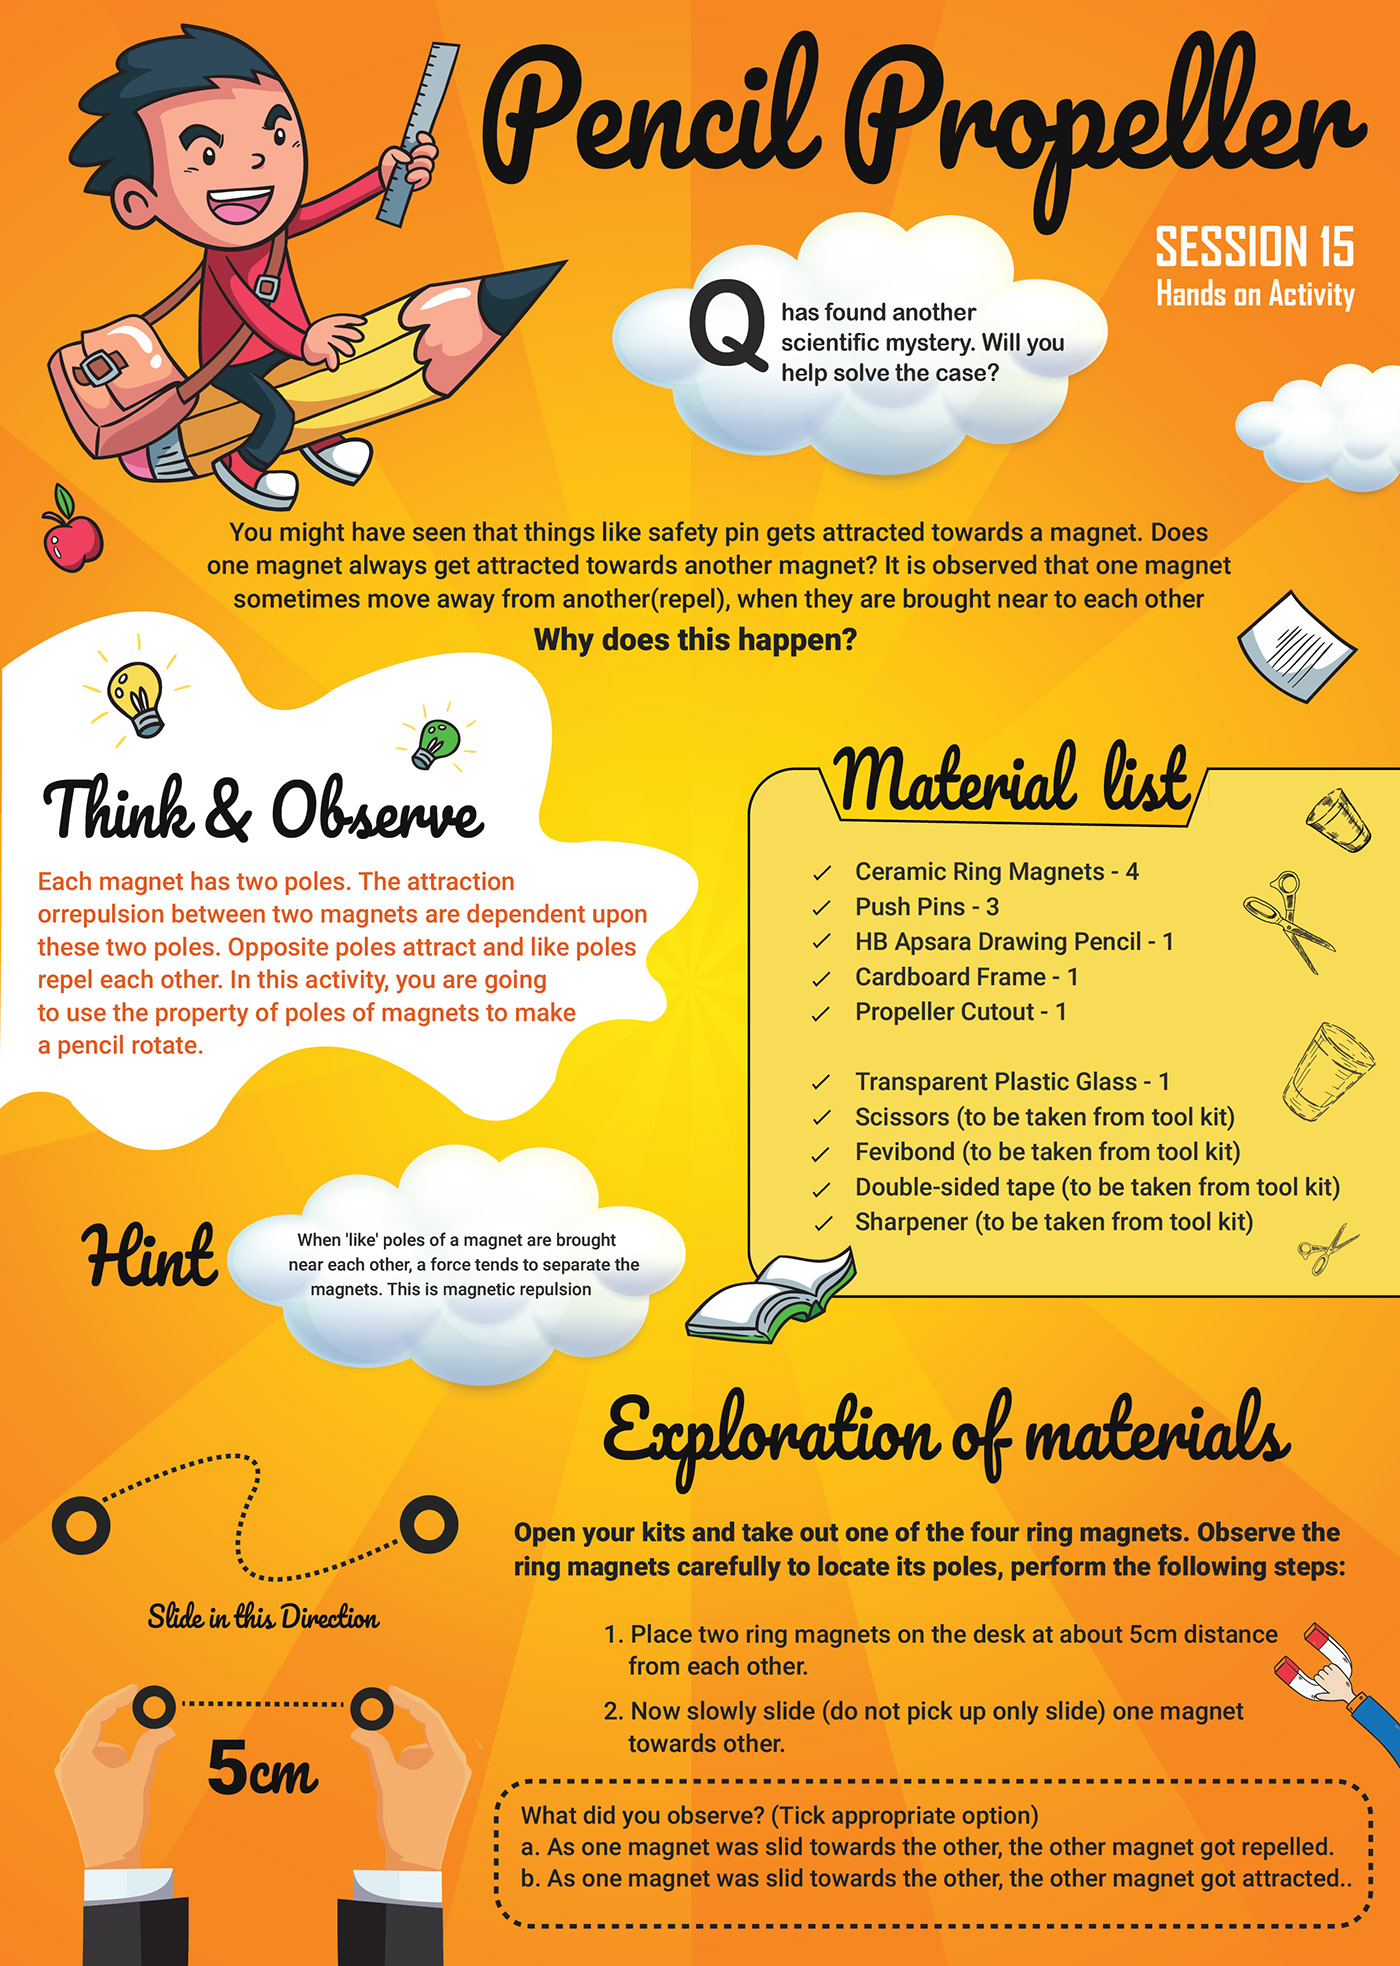 Pencil Propeller
SESSION 15
Hands on Activity
Q has found another
scientific mystery. Will you
help solve the case?
You might have seen that things like safety pin gets attracted towards a magnet. Does
one magnet always get attracted towards another magnet? It is observed that one magnet
sometimes move away from another(repel), when they are brought near to each other
Why does this happen?
Think & Observe
Each magnet has two poles. The attraction
orrepulsion between two magnets are dependent upon
these two poles. Opposite poles attract and like poles
repel each other. In this activity, you are going
to use the property of poles of magnets to make
a pencil rotate.
Material list
Ceramic Ring Magnets - 4
Push Pins - 3
HB Apsara Drawing Pencil - 1
Cardboard Frame - 1
Propeller Cutout - 1
Transparent Plastic Glass - 1
Scissors (to be taken from tool kit)
Fevibond (to be taken from tool kit)
Double-sided tape (to be taken from tool kit)
Sharpener (to be taken from tool kit)
Hint
When 'like' poles of a magnet are brought
near each other, a force tends to separate the
magnets. This is magnetic repulsion
Exploration of materials
Open your kits and take out one of the four ring magnets. Observe the
ring magnets carefully to locate its poles, perform the following steps:
Slide in this Direction
5cm
1. Place two ring magnets on the desk at about 5cm distance
from each other.
2. Now slowly slide (do not pick up only slide) one magnet
towards other.
What did you observe? (Tick appropriate option)
a. As one magnet was slid towards the other, the other magnet got repelled.
b. As one magnet was slid towards the other, the other magnet got attracted..